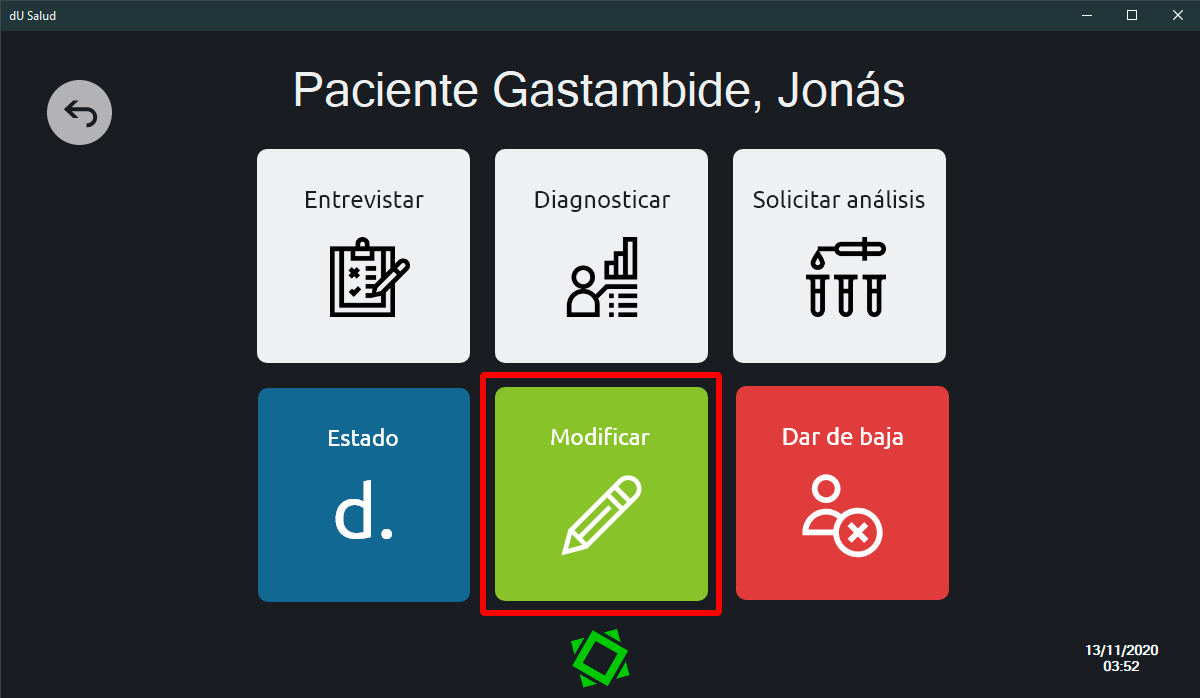 dU Salud
Paciente Gastambide, Jonás
Entrevistar
Diagnosticar
Solicitar análisis
Estado
d.
Modificar
Dar de baja
13/11/2020
03:52